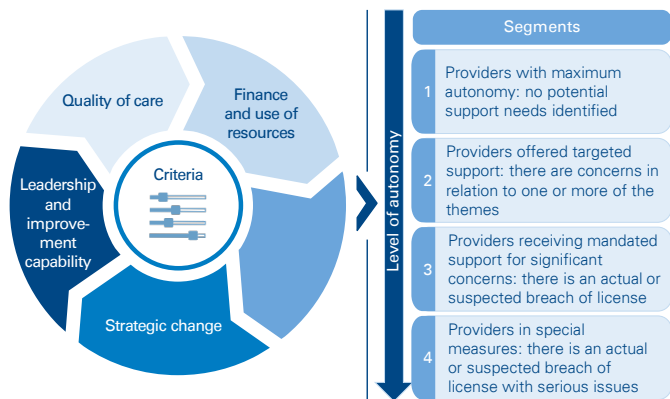 Quality of care
Finance
and use of
resources
Leadership
and
improve-
ment
capability
Criteria
Strategic change
Level of autonomy
Segments
1
Providers with maximum
autonomy: no potential
support needs identified
2
Providers offered targeted
support: there are concerns in
relation to one or more of the
themes
3
Providers receiving mandated
support for significant
concerns: there is an actual or
suspected breach of license
4
Providers in special
measures: there is an actual
or suspected breach of
license with serious issues